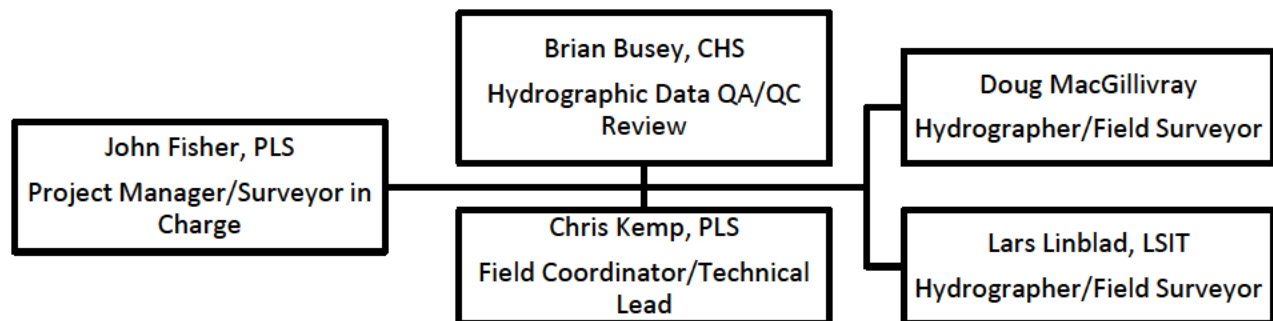 John Fisher, PLS
Project Manager/Surveyor in
Charge
Brian Busey, CHS
Hydrographic Data QA/QC
Review
Chris Kemp, PLS
Field Coordinator/Technical
Lead
Doug MacGillivray
Hydrographer/Field Surveyor
Lars Linblad, LSIT
Hydrographer/Field Surveyor